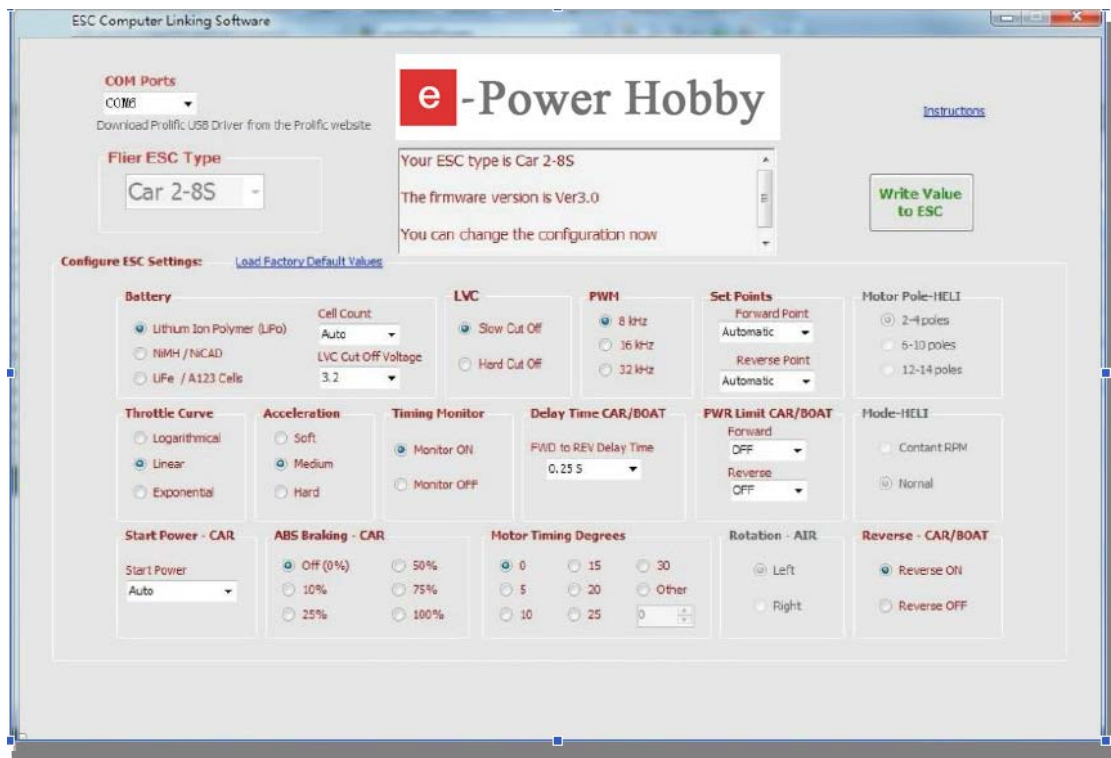 ESC Computer Linking Software
COM Ports
COM6
Download Prolific USB Driver from the Prolific website
e -Power Hobby
Instructions
Flier ESC Type
Car 2-8S
Your ESC type is Car 2-8S
The firmware version is Ver3.0
You can change the configuration now
Write Value
to ESC
Configure ESC Settings:
Load Factory Default Values
Battery
Lithium Ion Polymer (LiPo)
NiMH / NiCAD
LiFe / A123 Cells
Cell Count
Auto
LVC Cut Off Voltage
3.2
LVC
Slow Cut Off
Hard Cut Off
PWM
8 kHz
16 kHz
32 kHz
Set Points
Forward Point
Automatic
Reverse Point
Automatic
Motor Pole-HELI
2-4 poles
6-10 poles
12-14 poles
Throttle Curve
Logarithmical
Linear
Exponential
Acceleration
Soft
Medium
Hard
Timing Monitor
Monitor ON
Monitor OFF
Delay Time CAR/BOAT
FWD to REV Delay Time
0.25 S
PWR Limit CAR/BOAT
Forward
OFF
Reverse
OFF
Mode-HELI
Contant RPM
Nornal
Start Power - CAR
Start Power
Auto
ABS Braking - CAR
Off (0%)
10%
25%
50%
75%
100%
Motor Timing Degrees
0
5
10
15
20
25
30
Other
0
Rotation - AIR
Left
Right
Reverse - CAR/BOAT
Reverse ON
Reverse OFF